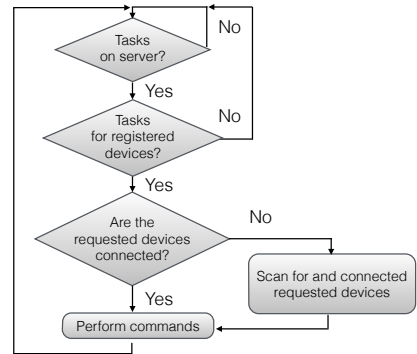 Tasks
on server?
No
Yes
Tasks
for registered
devices?
No
Yes
Are the
requested devices
connected?
No
Scan for and connected
requested devices
Yes
Perform commands